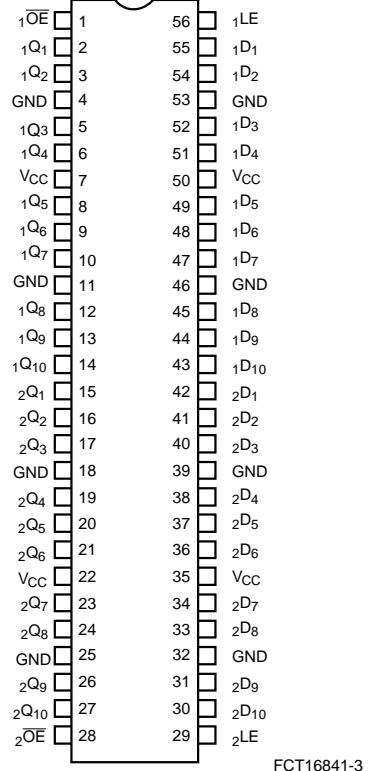 1OE 1 56 1LE
1Q1 2 55 1D1
1Q2 3 54 1D2
GND 4 53 GND
1Q3 5 52 1D3
1Q4 6 51 1D4
VCC 7 50 VCC
1Q5 8 49 1D5
1Q6 9 48 1D6
1Q7 10 47 1D7
GND 11 46 GND
1Q8 12 45 1D8
1Q9 13 44 1D9
1Q10 14 43 1D10
2Q1 15 42 2D1
2Q2 16 41 2D2
2Q3 17 40 2D3
GND 18 39 GND
2Q4 19 38 2D4
2Q5 20 37 2D5
2Q6 21 36 2D6
VCC 22 35 VCC
2Q7 23 34 2D7
2Q8 24 33 2D8
GND 25 32 GND
2Q9 26 31 2D9
2Q10 27 30 2D10
2OE 28 29 2LE
FCT16841-3